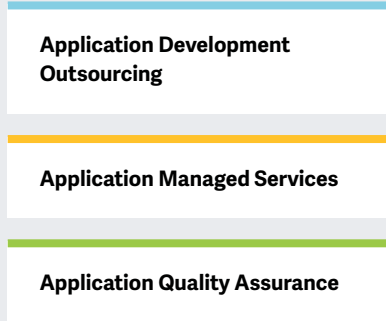 Application Development
Outsourcing
Application Managed Services
Application Quality Assurance